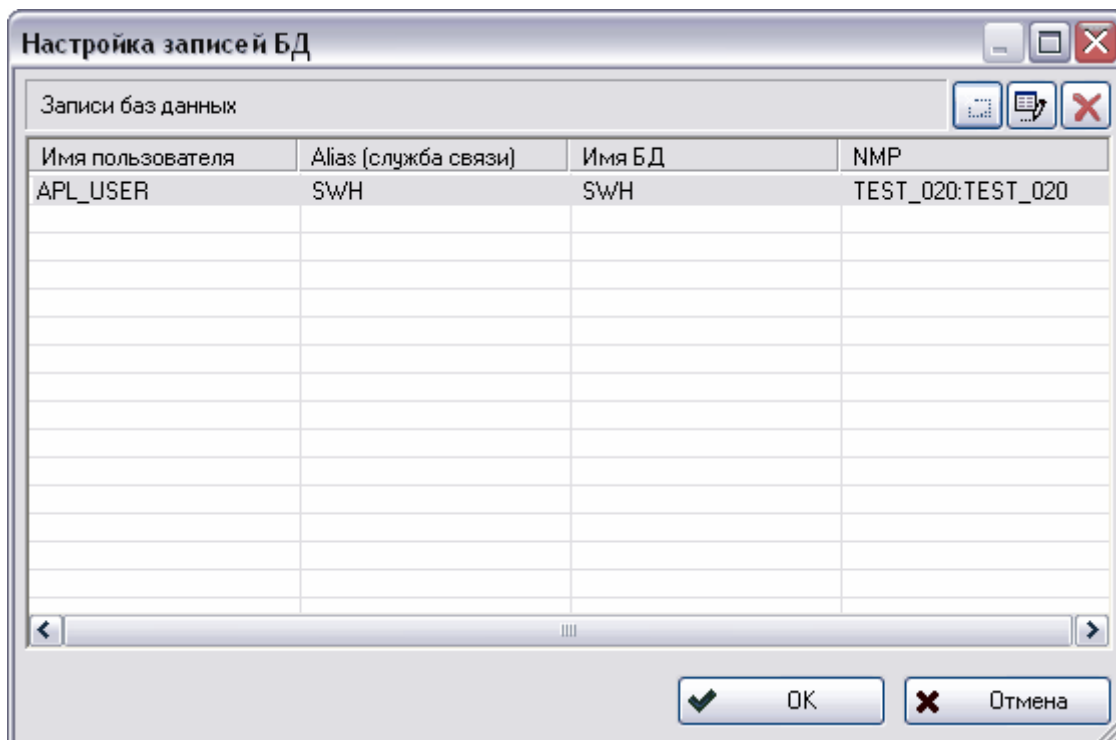 Настройка записей БД
Записи баз данных
Имя пользователя Alias (служба связи) Имя БД NMP
APL_USER SWH SWH TEST_020:TEST_020
OK Отмена